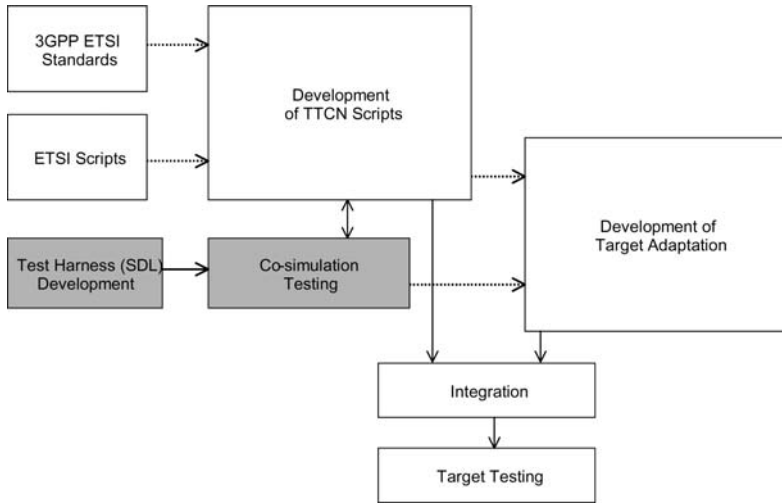 3GPP ETSI
Standards
Development
of TTCN Scripts
ETSI Scripts
Development of
Target Adaptation
Test Harness (SDL)
Development
Co-simulation
Testing
Integration
Target Testing